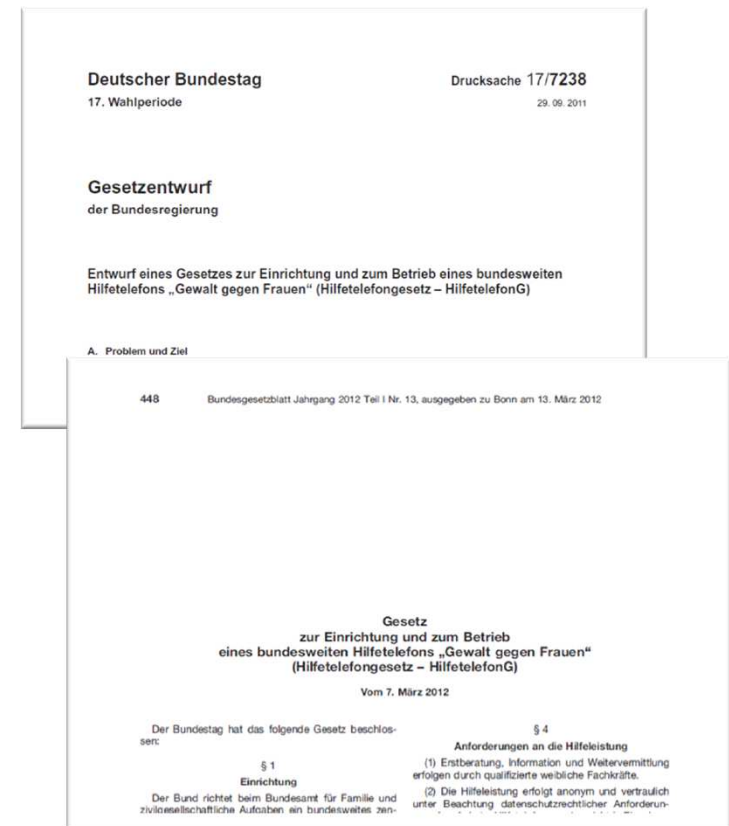 Deutscher Bundestag
Drucksache 17/7238
17. Wahlperiode
29. 09. 2011
Gesetzentwurf
der Bundesregierung
Entwurf eines Gesetzes zur Einrichtung und zum Betrieb eines bundesweiten
Hilfetelefons „Gewalt gegen Frauen“ (Hilfetelefongesetz – HilfetelefonG)
A. Problem und Ziel
448
Bundesgesetzblatt Jahrgang 2012 Teil I Nr. 13, ausgegeben zu Bonn am 13. März 2012
Gesetz
zur Einrichtung und zum Betrieb
eines bundesweiten Hilfetelefons „Gewalt gegen Frauen“
(Hilfetelefongesetz – HilfetelefonG)
Vom 7. März 2012
Der Bundestag hat das folgende Gesetz beschlos-
sen:
§ 1
Einrichtung
Der Bund richtet beim Bundesamt für Familie und
zivilgesellschaftliche Aufgaben ein bundesweites zen-
§ 4
Anforderungen an die Hilfeleistung
(1) Erstberatung, Information und Weitervermittlung
erfolgen durch qualifizierte weibliche Fachkräfte.
(2) Die Hilfeleistung erfolgt anonym und vertraulich
unter Beachtung datenschutzrechtlicher Anforderun-